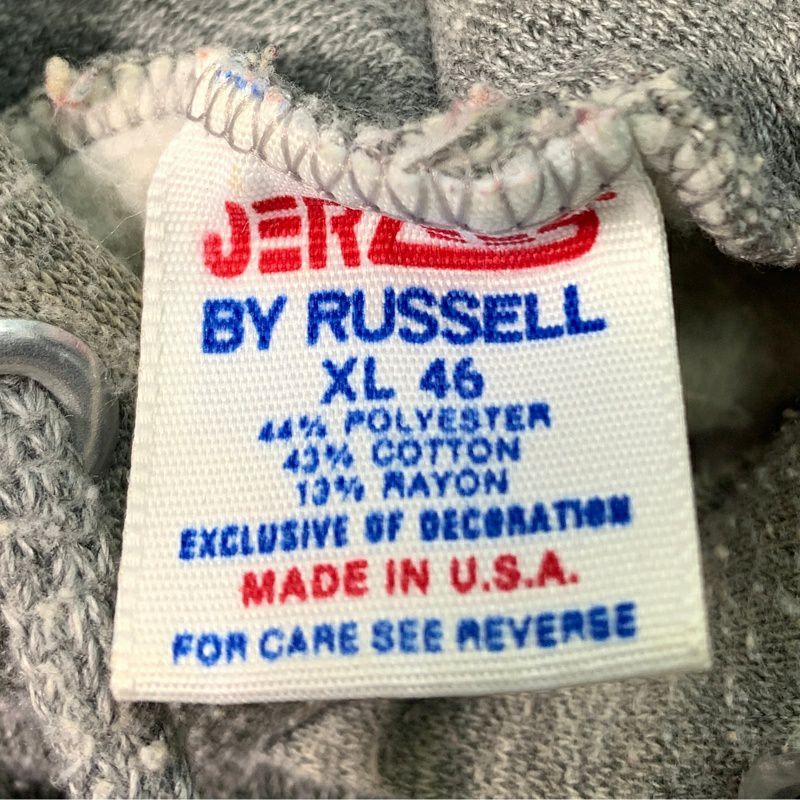 JERZEES
BY RUSSELL
XL 46
44% POLYESTER
43% COTTON
13% RAYON
EXCLUSIVE OF DECORATION
MADE IN U.S.A.
FOR CARE SEE REVERSE